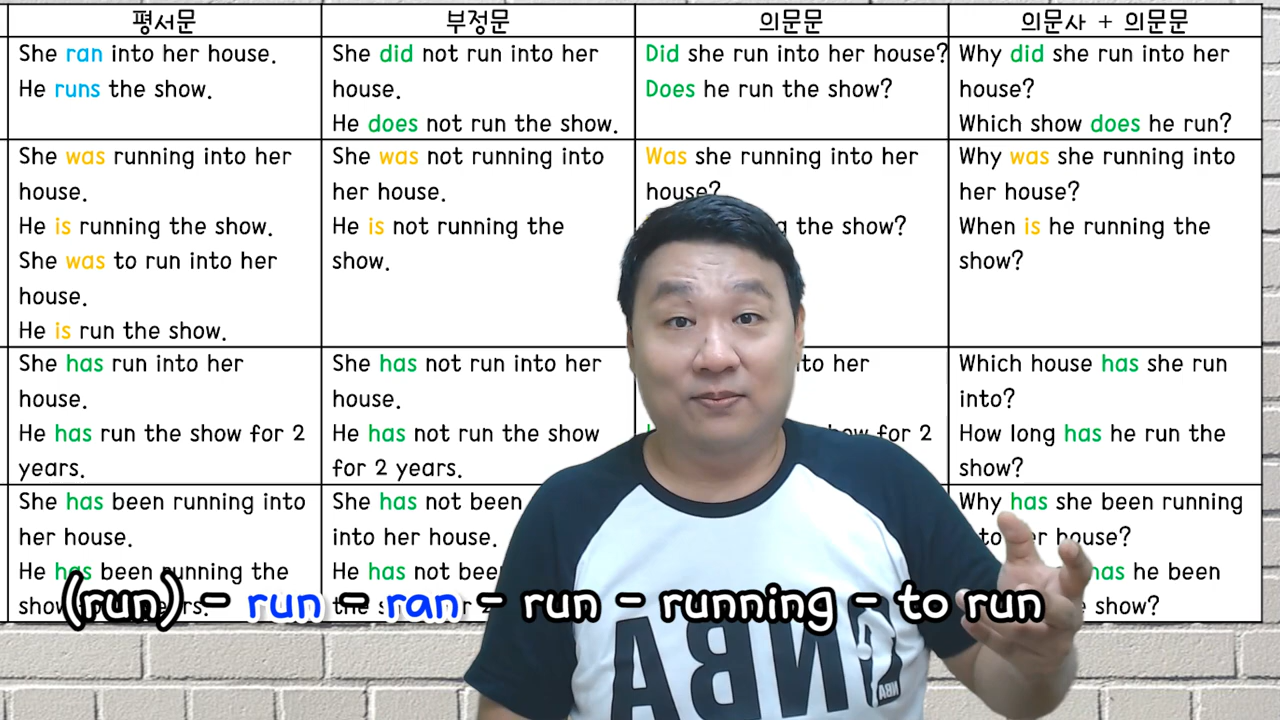 평서문
부정문
의문문
의문사 + 의문문
She ran into her house.
He runs the show.
She did not run into her
house.
He does not run the show.
Did she run into her house?
Does he run the show?
Why did she run into her
house?
Which show does he run?
She was running into her
house.
He is running the show.
She was to run into her
house.
He is run the show.
She was not running into
her house.
He is not running the
show.
Was she running into her
house?
the show?
Why was she running into
her house?
When is he running the
show?
She has run into her
house.
He has run the show for 2
years.
She has not run into her
house.
He has not run the show
for 2 years.
her
for 2
Which house has she run
into?
How long has he run the
show?
She has been running into
her house.
He has been running the
She has not been
into her house.
He has not
Why has she been running
house?
has he been
show?
(run) - run - ran - run - running - to run
NBA
NBA